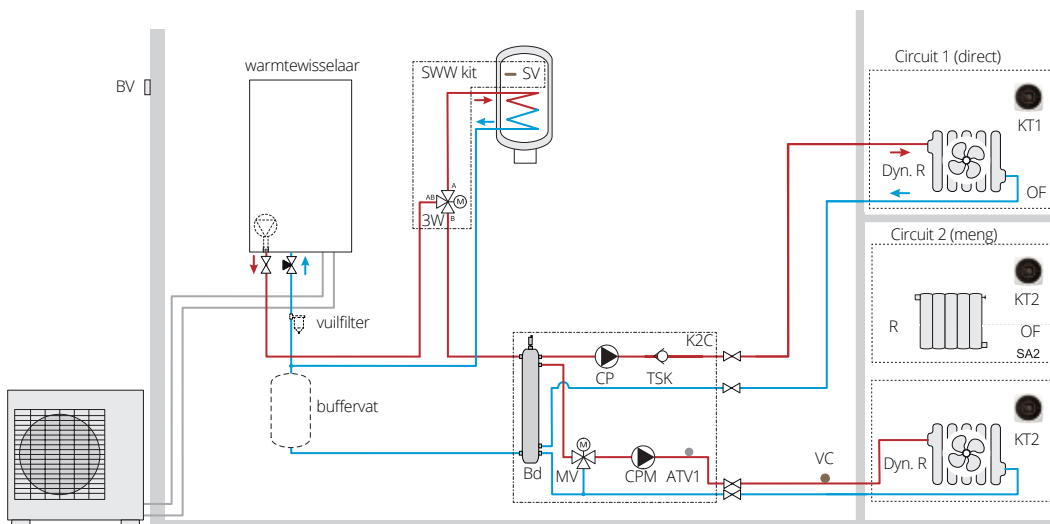 BV
warmtewisselaar
SWW kit
SV
A
AB
M
B
3W
vuilfilter
buffervat
K2C
CP
TSK
Bd
M
MV
CPM
ATV1
VC
Circuit 1 (direct)
KT1
Dyn. R
OF
Circuit 2 (meng)
KT2
R
OF
SA2
KT2
Dyn. R